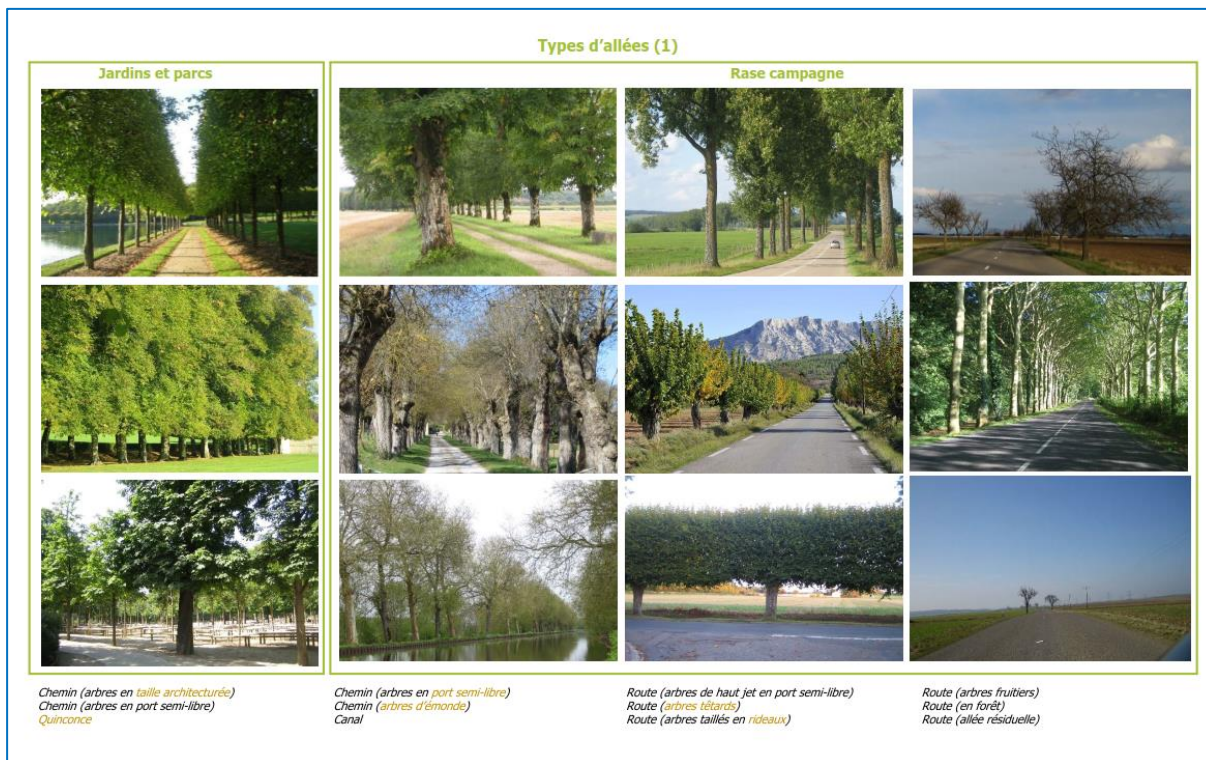 Types d'allées (1)
Jardins et parcs
Rase campagne
Chemin (arbres en taille architecturée)
Chemin (arbres en port semi-libre)
Quinconce
Chemin (arbres en port semi-libre)
Chemin (arbres d'émonde)
Canal
Route (arbres de haut jet en port semi-libre)
Route (arbres têtards)
Route (arbres taillés en rideaux)
Route (arbres fruitiers)
Route (en forêt)
Route (allée résiduelle)